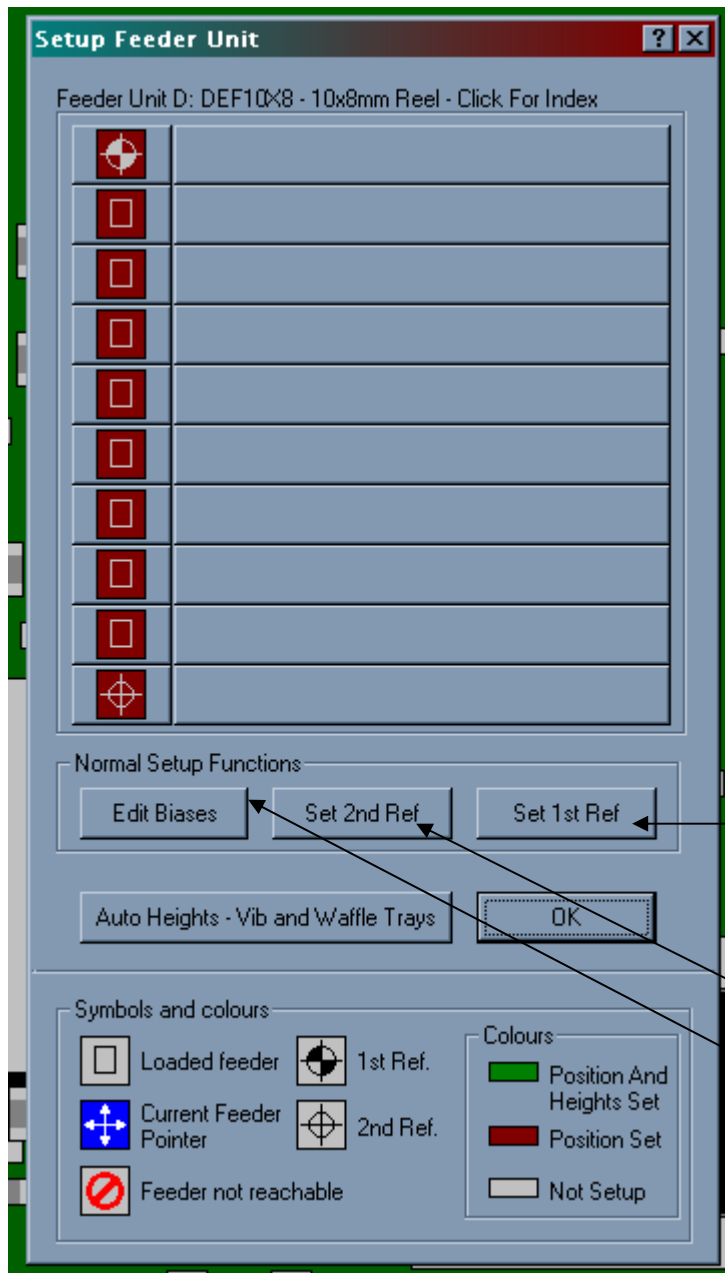 Setup Feeder Unit
Feeder Unit D: DEF10X8 - 10x8mm Reel - Click For Index
Normal Setup Functions
Edit Biases
Set 2nd Ref
Set 1st Ref
Auto Heights - Vib and Waffle Trays
OK
Symbols and colours
Loaded feeder
1st Ref.
Current Feeder
Pointer
2nd Ref.
Feeder not reachable
Colours
Position And
Heights Set
Position Set
Not Setup